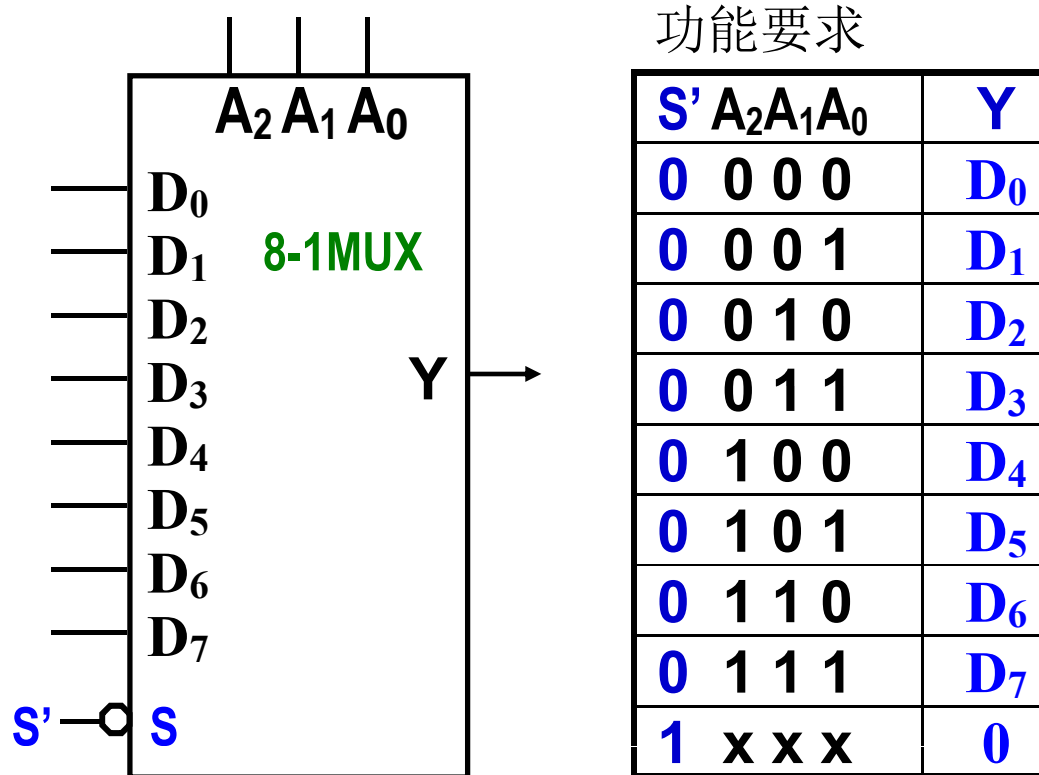 A₂ A₁ A₀
D₀
8-1MUX
D₁
D₂
D₃
Y
D₄
D₅
D₆
D₇
S’ S
功能要求
S’ A₂A₁A₀ Y
0 0 0 0 D₀
0 0 0 1 D₁
0 0 1 0 D₂
0 0 1 1 D₃
0 1 0 0 D₄
0 1 0 1 D₅
0 1 1 0 D₆
0 1 1 1 D₇
1 x x x 0